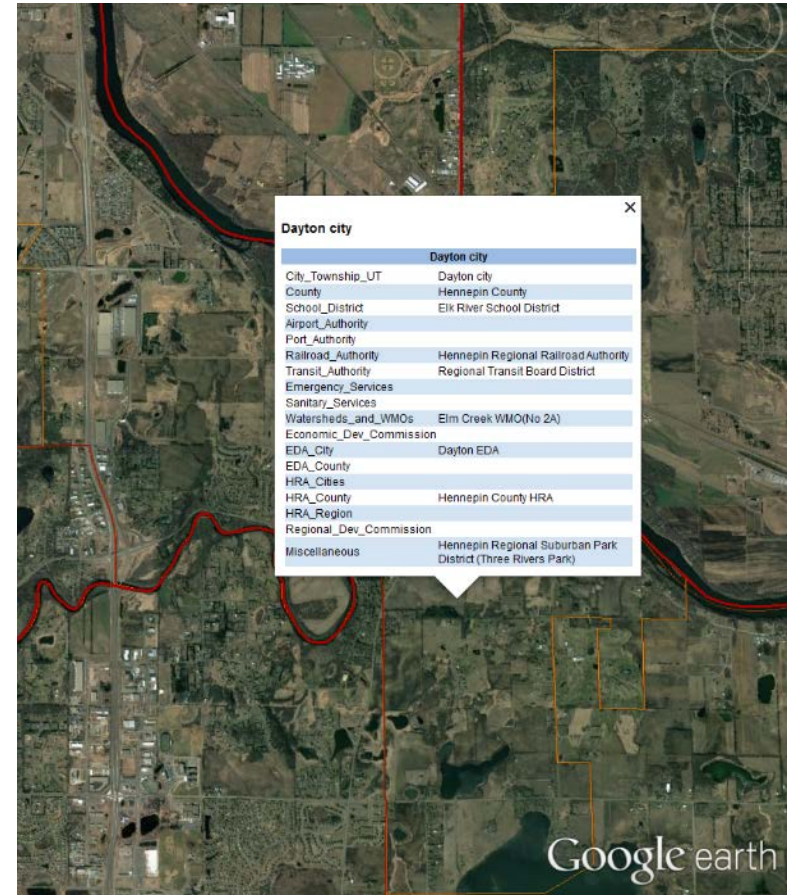 Dayton city
Dayton city
City_Township_UT Dayton city
County Hennepin County
School_District Elk River School District
Airport_Authority
Port_Authority
Railroad_Authority Hennepin Regional Railroad Authority
Transit_Authority Regional Transit Board District
Emergency_Services
Sanitary_Services
Watersheds_and_WMOs Elm Creek WMO(No 2A)
Economic_Dev_Commission
EDA_City Dayton EDA
EDA_County
HRA_Cities
HRA_County Hennepin County HRA
HRA_Region
Regional_Dev_Commission
Miscellaneous Hennepin Regional Suburban Park
District (Three Rivers Park)
Google earth